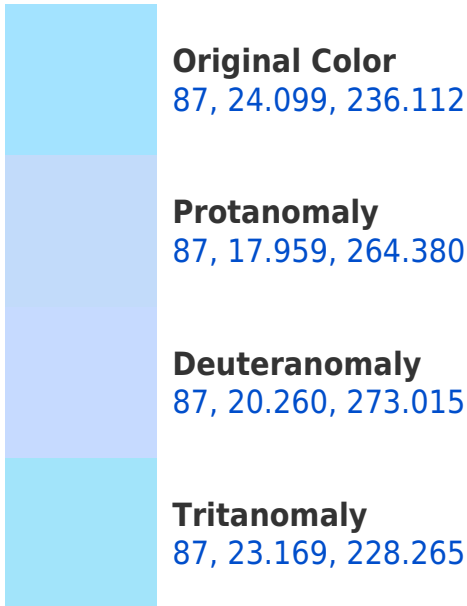 Original Color
87, 24.099, 236.112
Protanomaly
87, 17.959, 264.380
Deuteranomaly
87, 20.260, 273.015
Tritanomaly
87, 23.169, 228.265